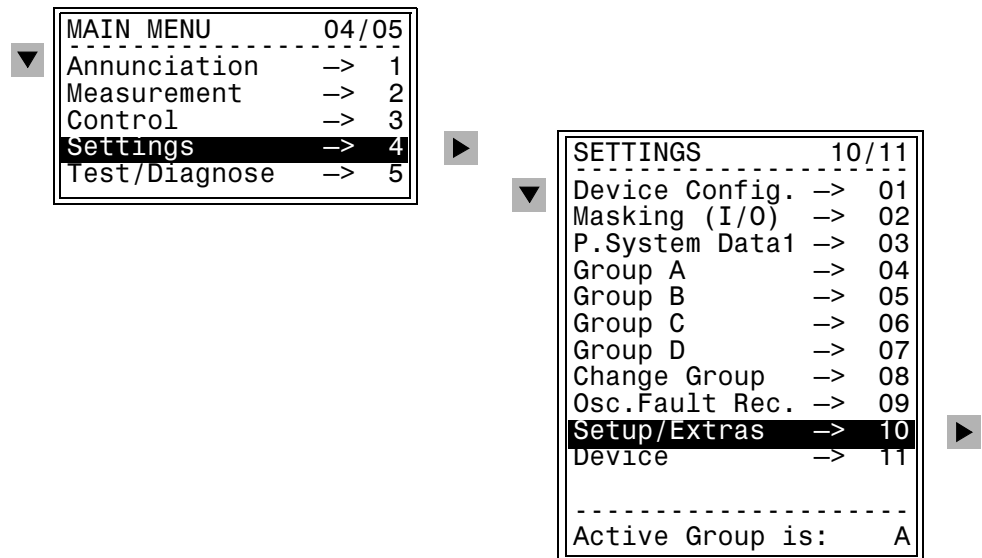 MAIN MENU 04/05
---------------------
Annunciation –> 1
Measurement –> 2
Control –> 3
Settings –> 4
Test/Diagnose –> 5
SETTINGS 10/11
---------------------
Device Config. –> 01
Masking (I/O) –> 02
P.System Data1 –> 03
Group A –> 04
Group B –> 05
Group C –> 06
Group D –> 07
Change Group –> 08
Osc.Fault Rec. –> 09
Setup/Extras –> 10
Device –> 11
---------------------
Active Group is: A